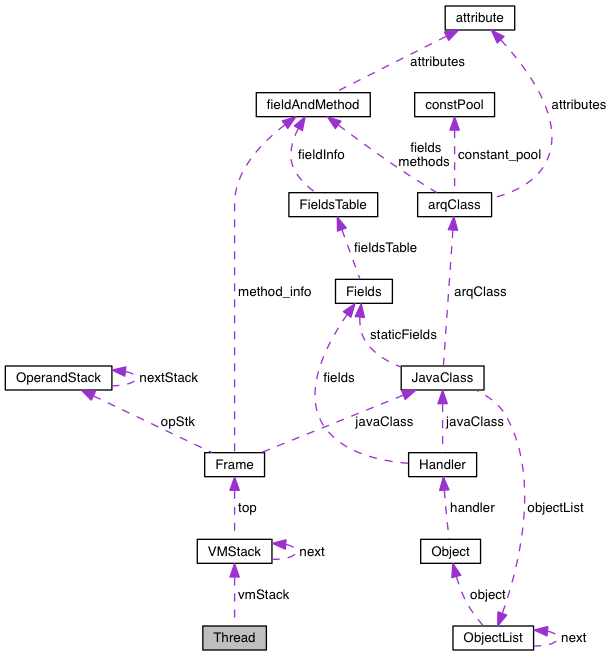 attribute
attributes
fieldAndMethod
constPool
attributes
fieldInfo
fields
methods
constant_pool
FieldsTable
arqClass
fieldsTable
Fields
method_info
arqClass
staticFields
OperandStack
nextStack
fields
JavaClass
opStk
javaClass
javaClass
Frame
Handler
top
handler
objectList
VMStack
next
Object
vmStack
object
Thread
ObjectList
next